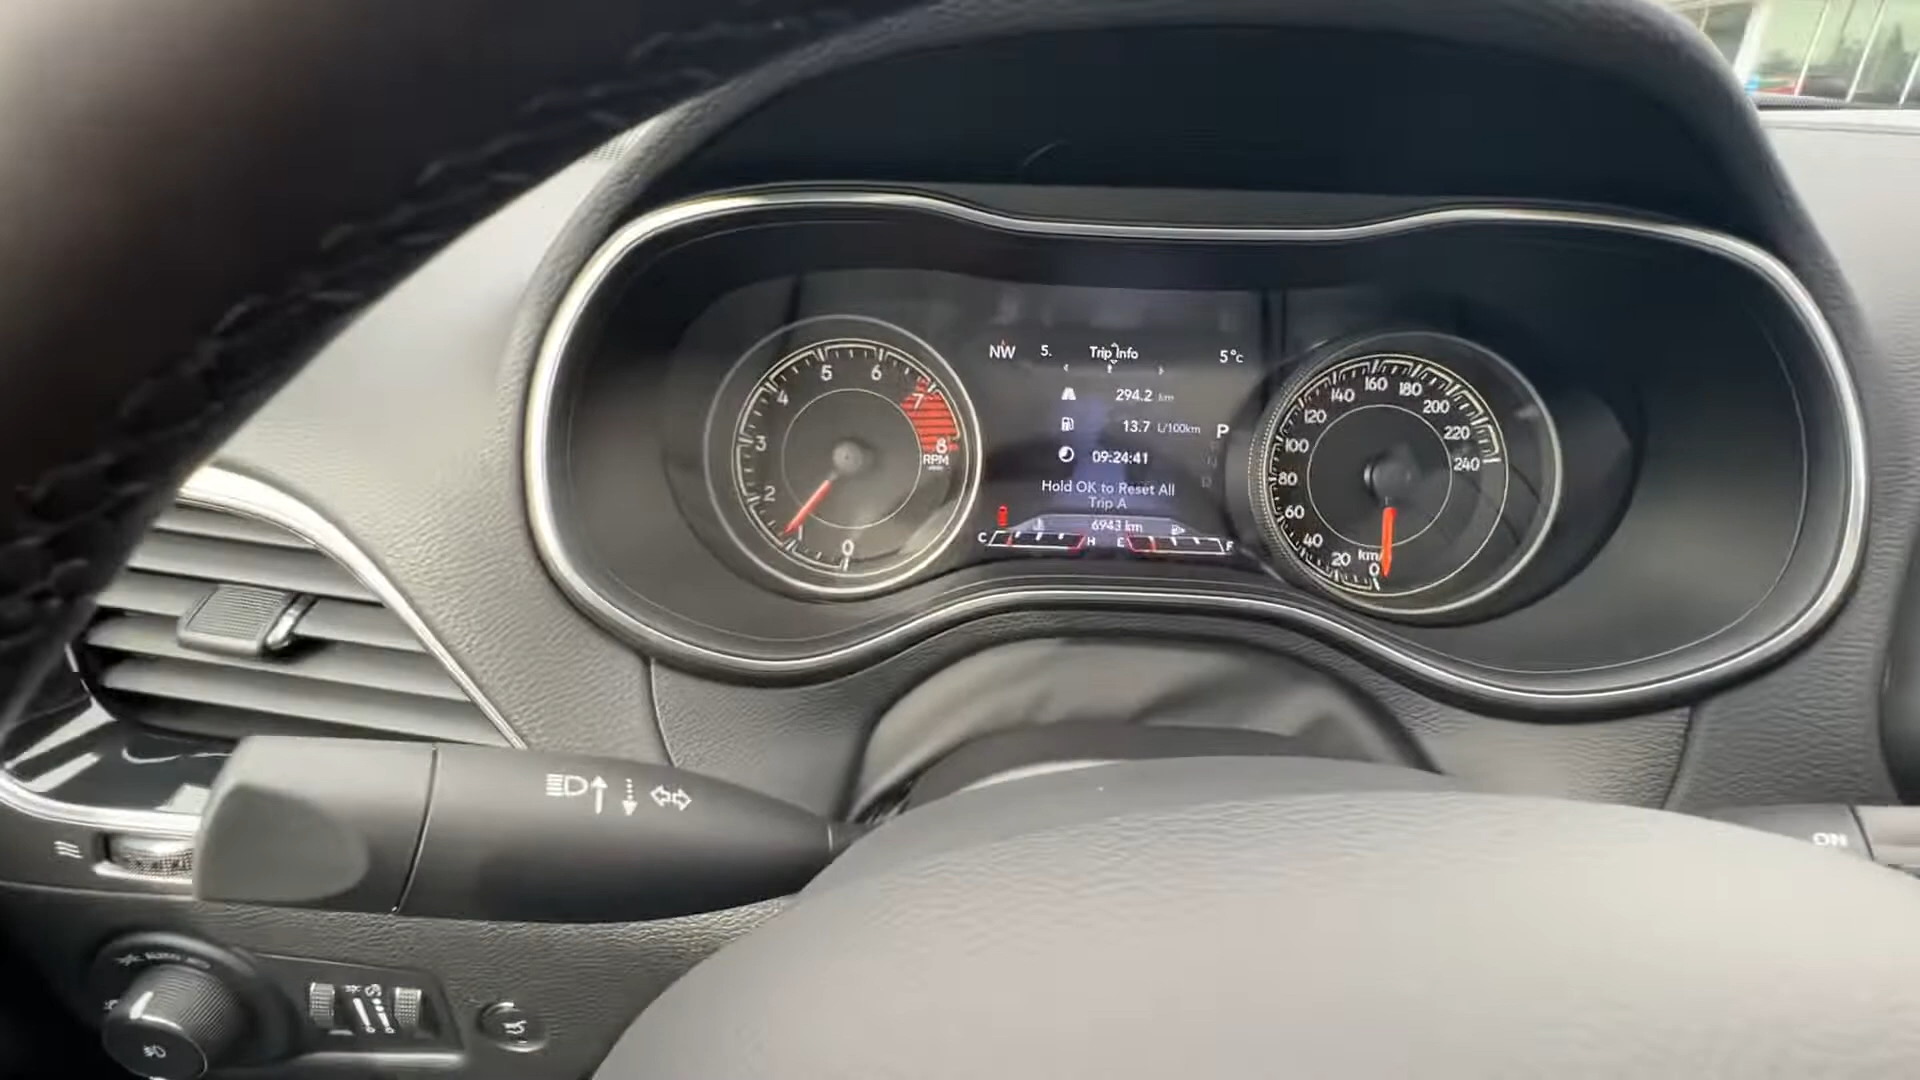 NW 5. Trip Info 5°C
294.2 km
13.7 L/100km
P
09:24:41
Hold OK to Reset All
Trip A
6943 km
C H E F
0 1 2 3 4 5 6 7 8
RPM
0 20 40 60 80 100 120 140 160 180 200 220 240
km/
ON